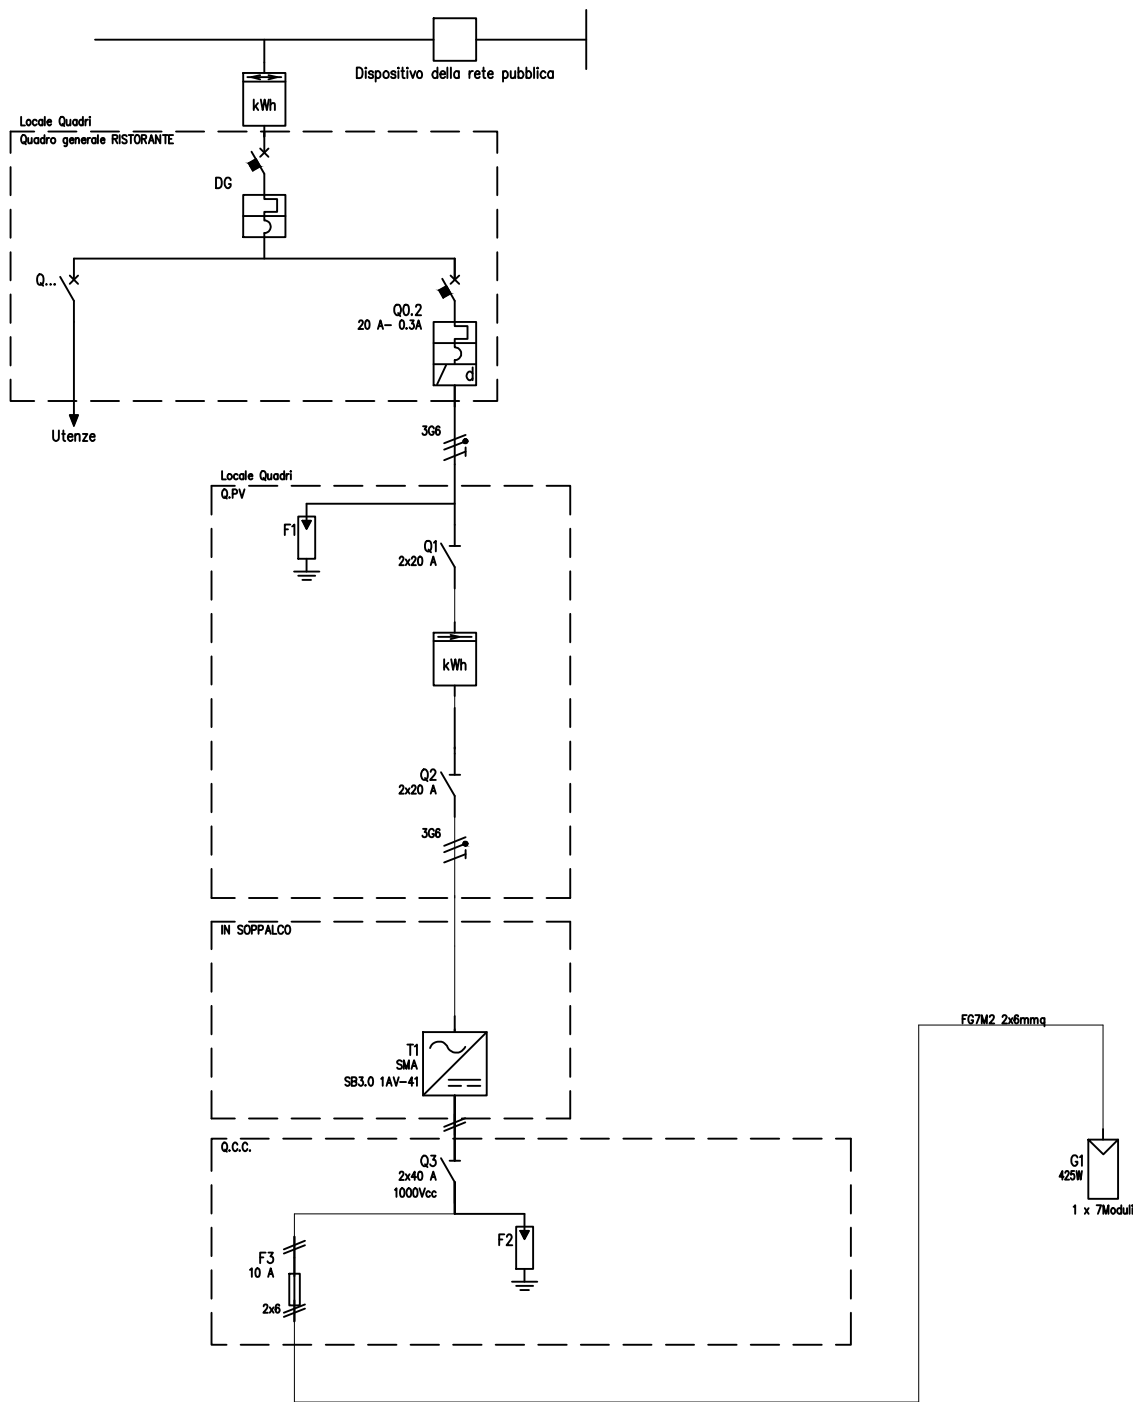 Dispositivo della rete pubblica
kWh
Locale Quadri
Quadro generale RISTORANTE
DG
Q...
Q0.2
20 A- 0.3A
d
Utenze
3G6
Locale Quadri
Q.PV
F1
Q1
2x20 A
kWh
Q2
2x20 A
3G6
IN SOPPALCO
FG7M2 2x6mmq
T1
SMA
SB3.0 1AV-41
Q.C.C.
Q3
2x40 A
1000Vcc
G1
425W
1 x 7Moduli
F2
F3
10 A
2x6